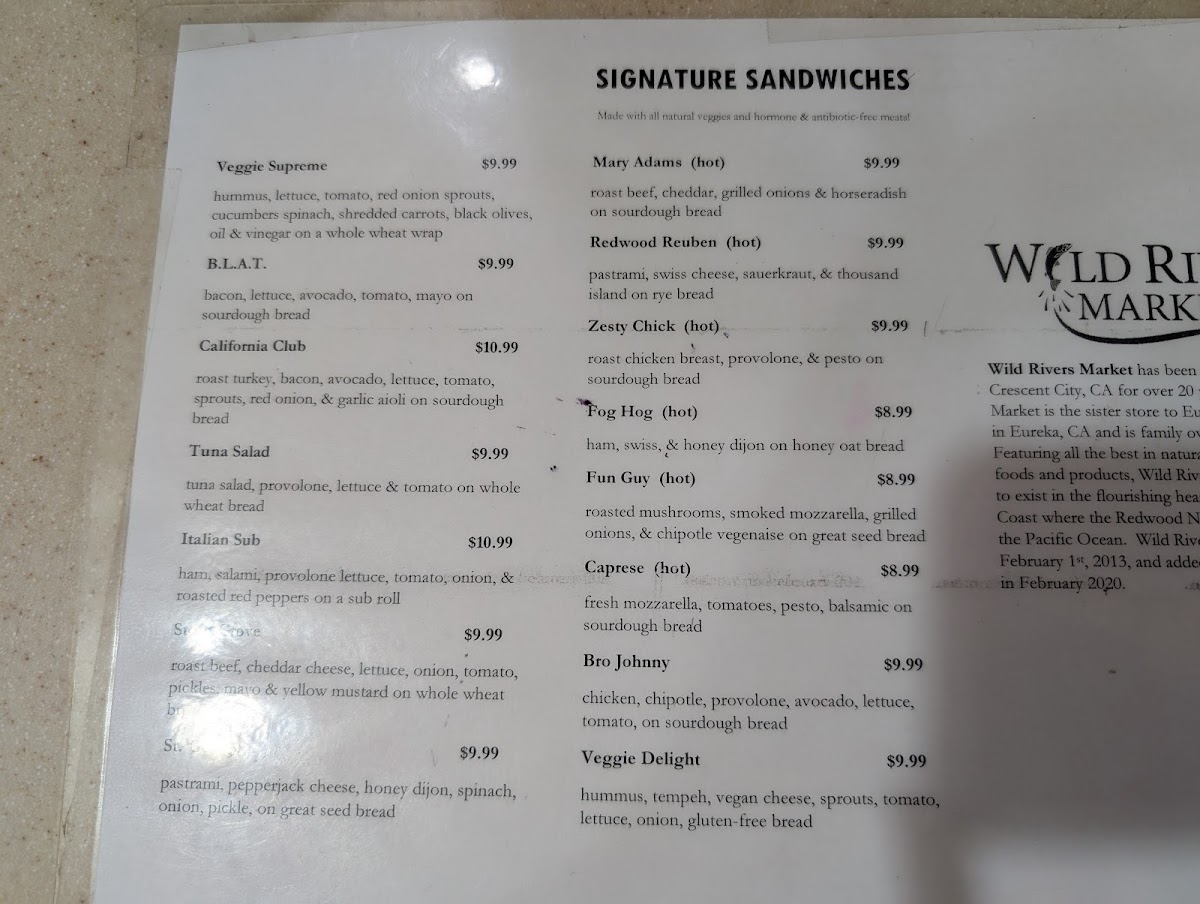 SIGNATURE SANDWICHES
Made with all natural veggies and hormone & antibiotic-free meats!
Veggie Supreme $9.99
hummus, lettuce, tomato, red onion sprouts,
cucumbers spinach, shredded carrots, black olives,
oil & vinegar on a whole wheat wrap
B.L.A.T. $9.99
bacon, lettuce, avocado, tomato, mayo on
sourdough bread
California Club $10.99
roast turkey, bacon, avocado, lettuce, tomato,
sprouts, red onion, & garlic aioli on sourdough
bread
Tuna Salad $9.99
tuna salad, provolone, lettuce & tomato on whole
wheat bread
Italian Sub $10.99
ham, salami, provolone lettuce, tomato, onion, &
roasted red peppers on a sub roll
$9.99
roast beef, cheddar cheese, lettuce, onion, tomato,
pickles, mayo & yellow mustard on whole wheat
$9.99
pastrami, pepperjack cheese, honey dijon, spinach,
onion, pickle, on great seed bread
Mary Adams (hot) $9.99
roast beef, cheddar, grilled onions & horseradish
on sourdough bread
Redwood Reuben (hot) $9.99
pastrami, swiss cheese, sauerkraut, & thousand
island on rye bread
Zesty Chick (hot) $9.99
roast chicken breast, provolone, & pesto on
sourdough bread
Fog Hog (hot) $8.99
ham, swiss, & honey dijon on honey oat bread
Fun Guy (hot) $8.99
roasted mushrooms, smoked mozzarella, grilled
onions, & chipotle vegenaise on great seed bread
Caprese (hot) $8.99
fresh mozzarella, tomatoes, pesto, balsamic on
sourdough bread
Bro Johnny $9.99
chicken, chipotle, provolone, avocado, lettuce,
tomato, on sourdough bread
Veggie Delight $9.99
hummus, tempeh, vegan cheese, sprouts, tomato,
lettuce, onion, gluten-free bread
WILD RI
MARK
Wild Rivers Market has been
Crescent City, CA for over 20
Market is the sister store to Eu
in Eureka, CA and is family ow
Featuring all the best in natura
foods and products, Wild Riv
to exist in the flourishing hea
Coast where the Redwood N
the Pacific Ocean. Wild Rive
February 1st, 2013, and adde
in February 2020.